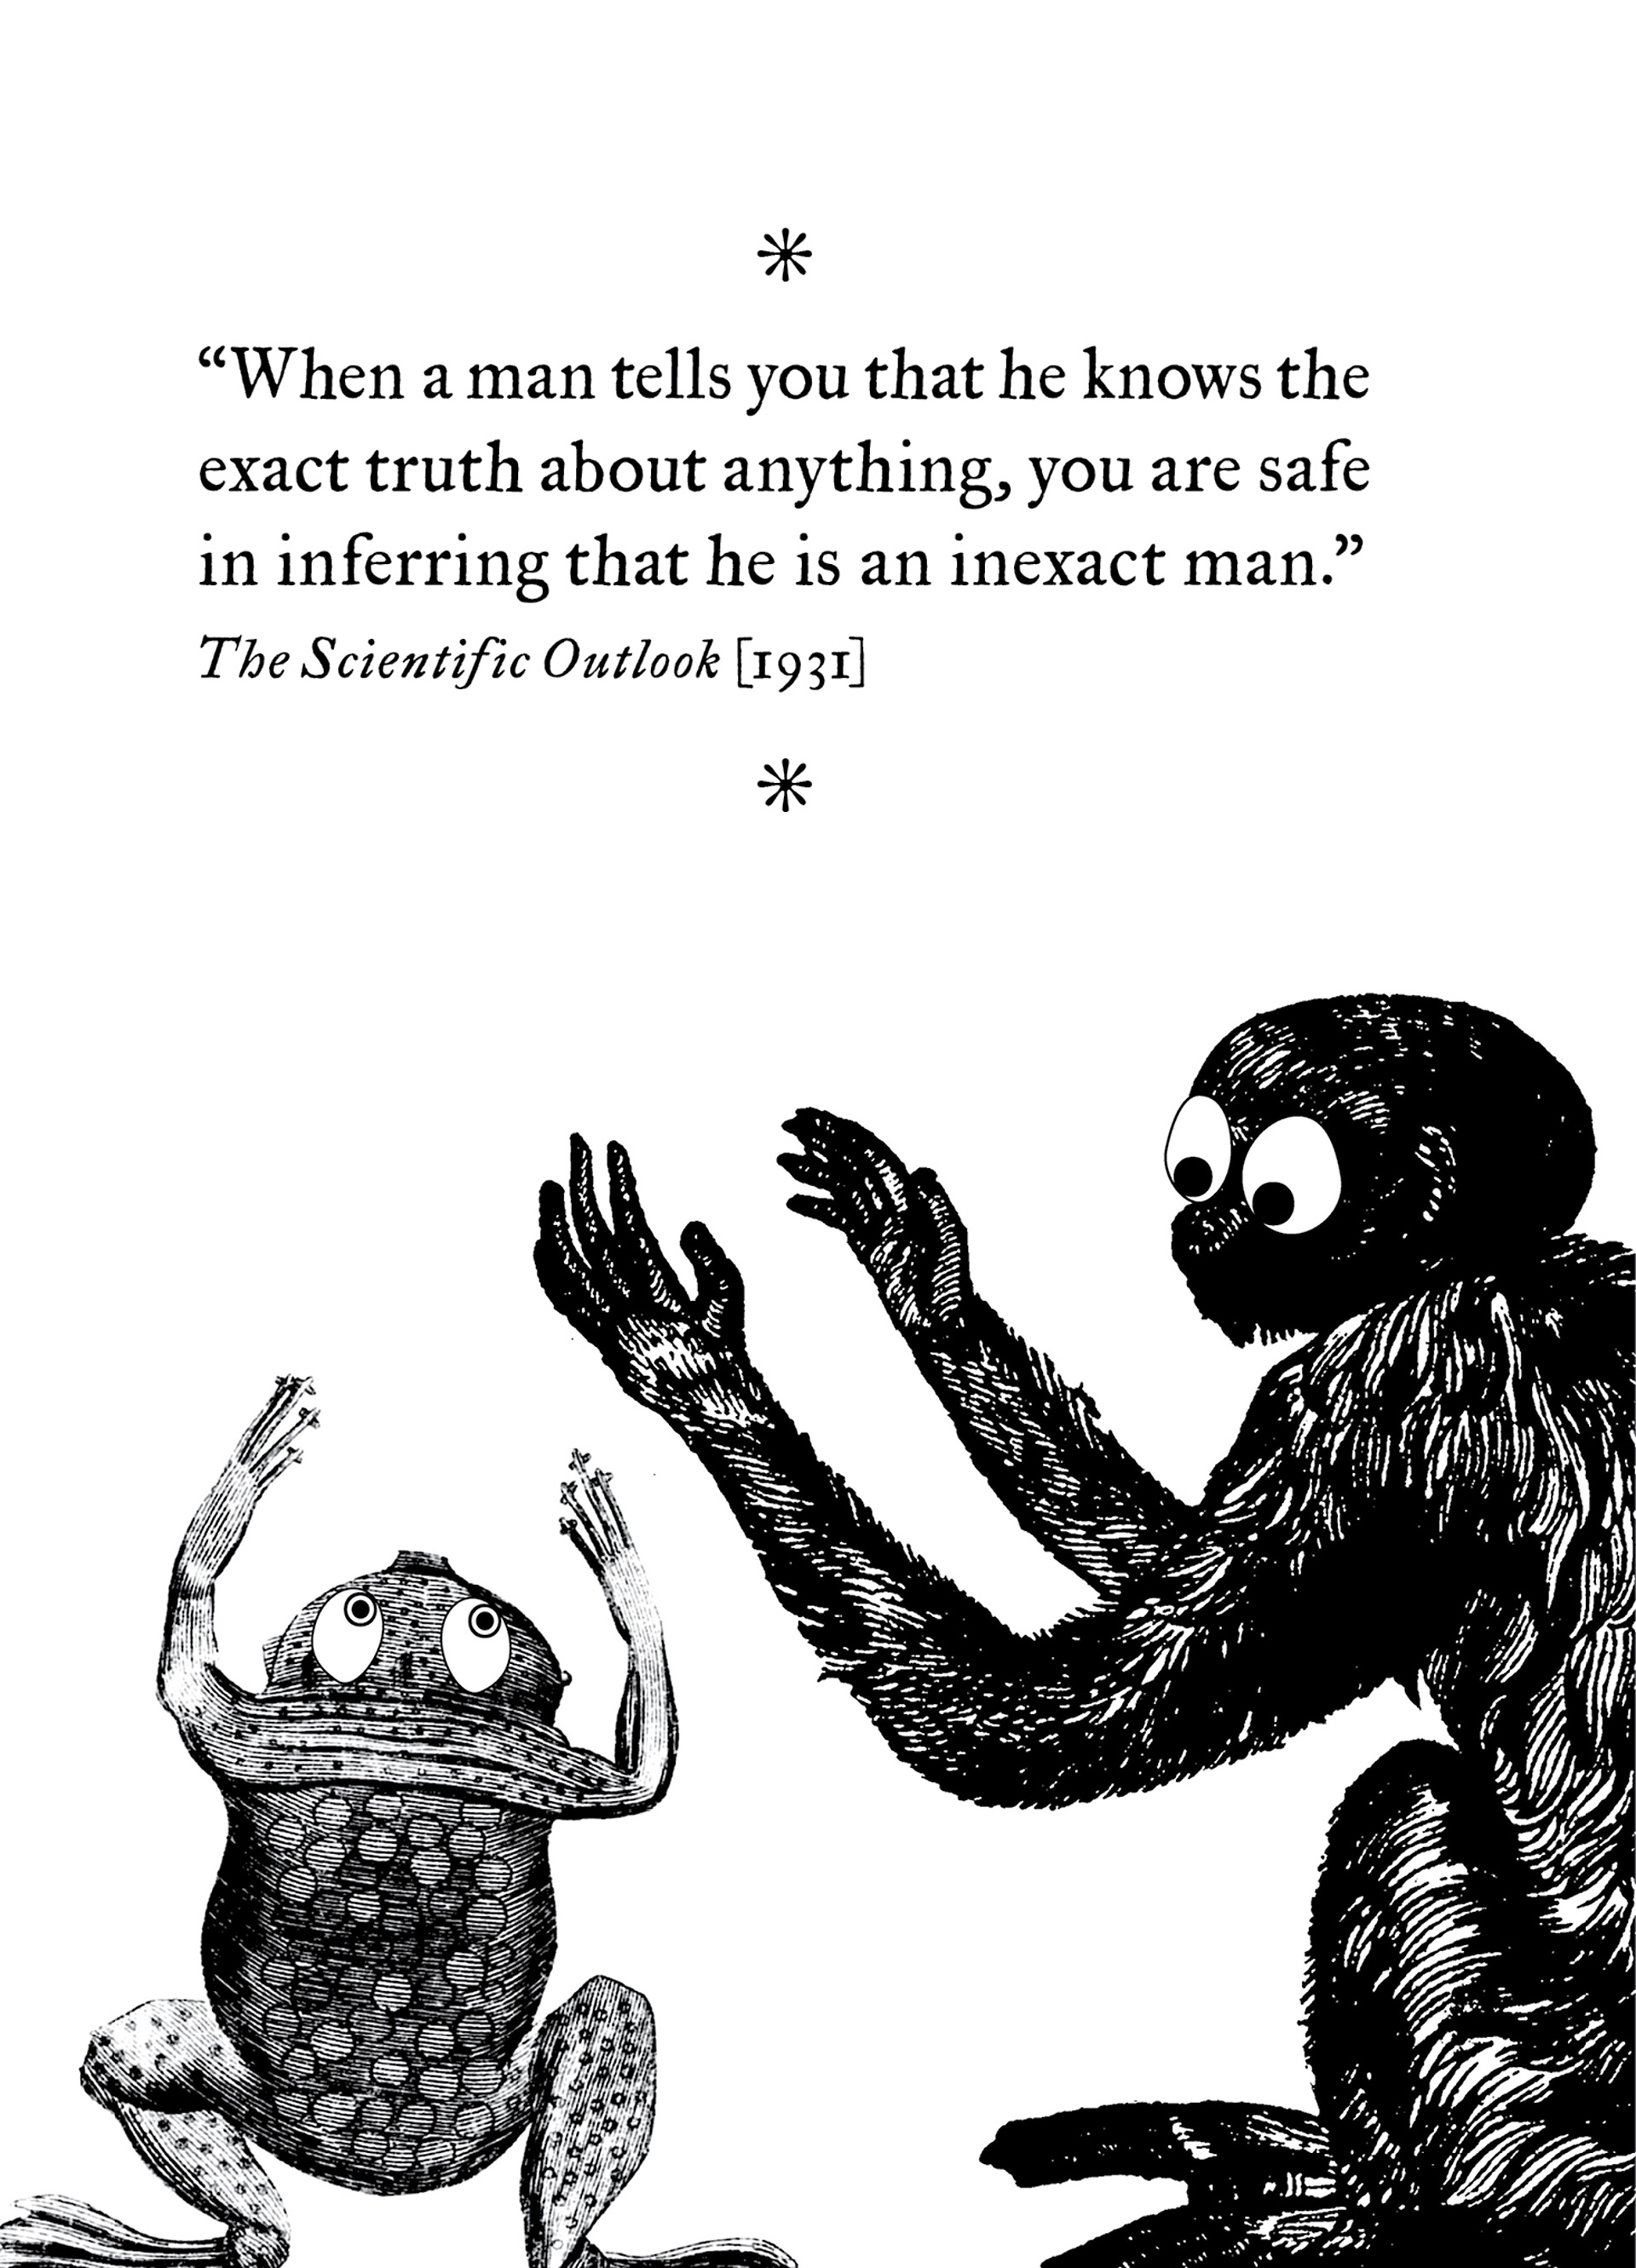 “When a man tells you that he knows the
exact truth about anything, you are safe
in inferring that he is an inexact man.”
The Scientific Outlook [1931]